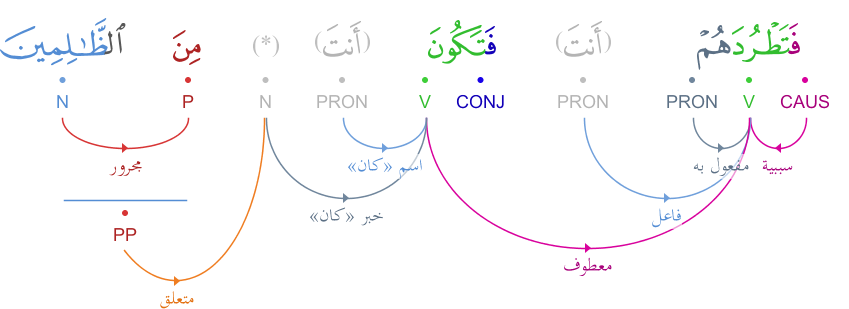 فَتَطْرُدَهُمْ (أَنتَ) فَتَكُونَ (أَنتَ) (*) مِنَ ٱلظَّـٰلِمِينَ
CAUS V PRON PRON CONJ V PRON N P N
سببية مفعول به اسم «كان» مجرور
فاعل خبر «كان»
PP
معطوف
متعلق